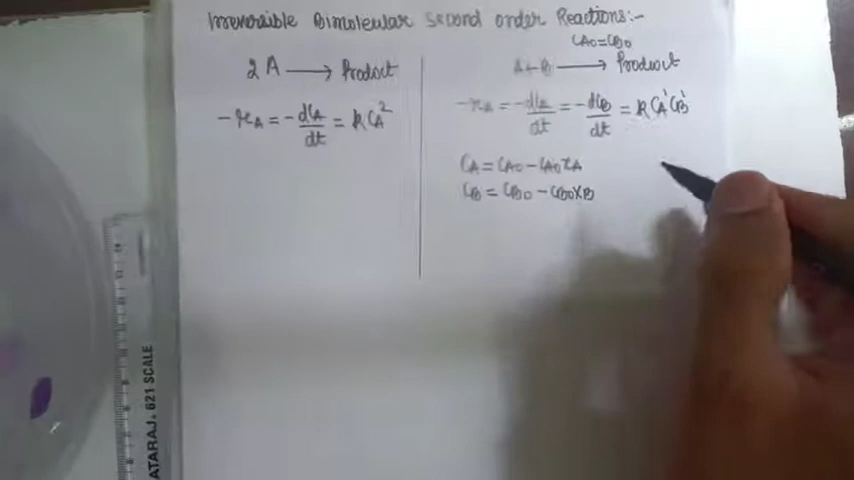 Irreversible Bimolecular second order Reactions:-
2A ⟶ Product
-rA = -dCA/dt = kCA²
CA0=CB0
A+B ⟶ Product
-rA = -dCA/dt = -dCB/dt = kCA¹CB¹
CA = CA0 - CA0XA
CB = CB0 - CB0XB
ATARAJ. 621 SCALE